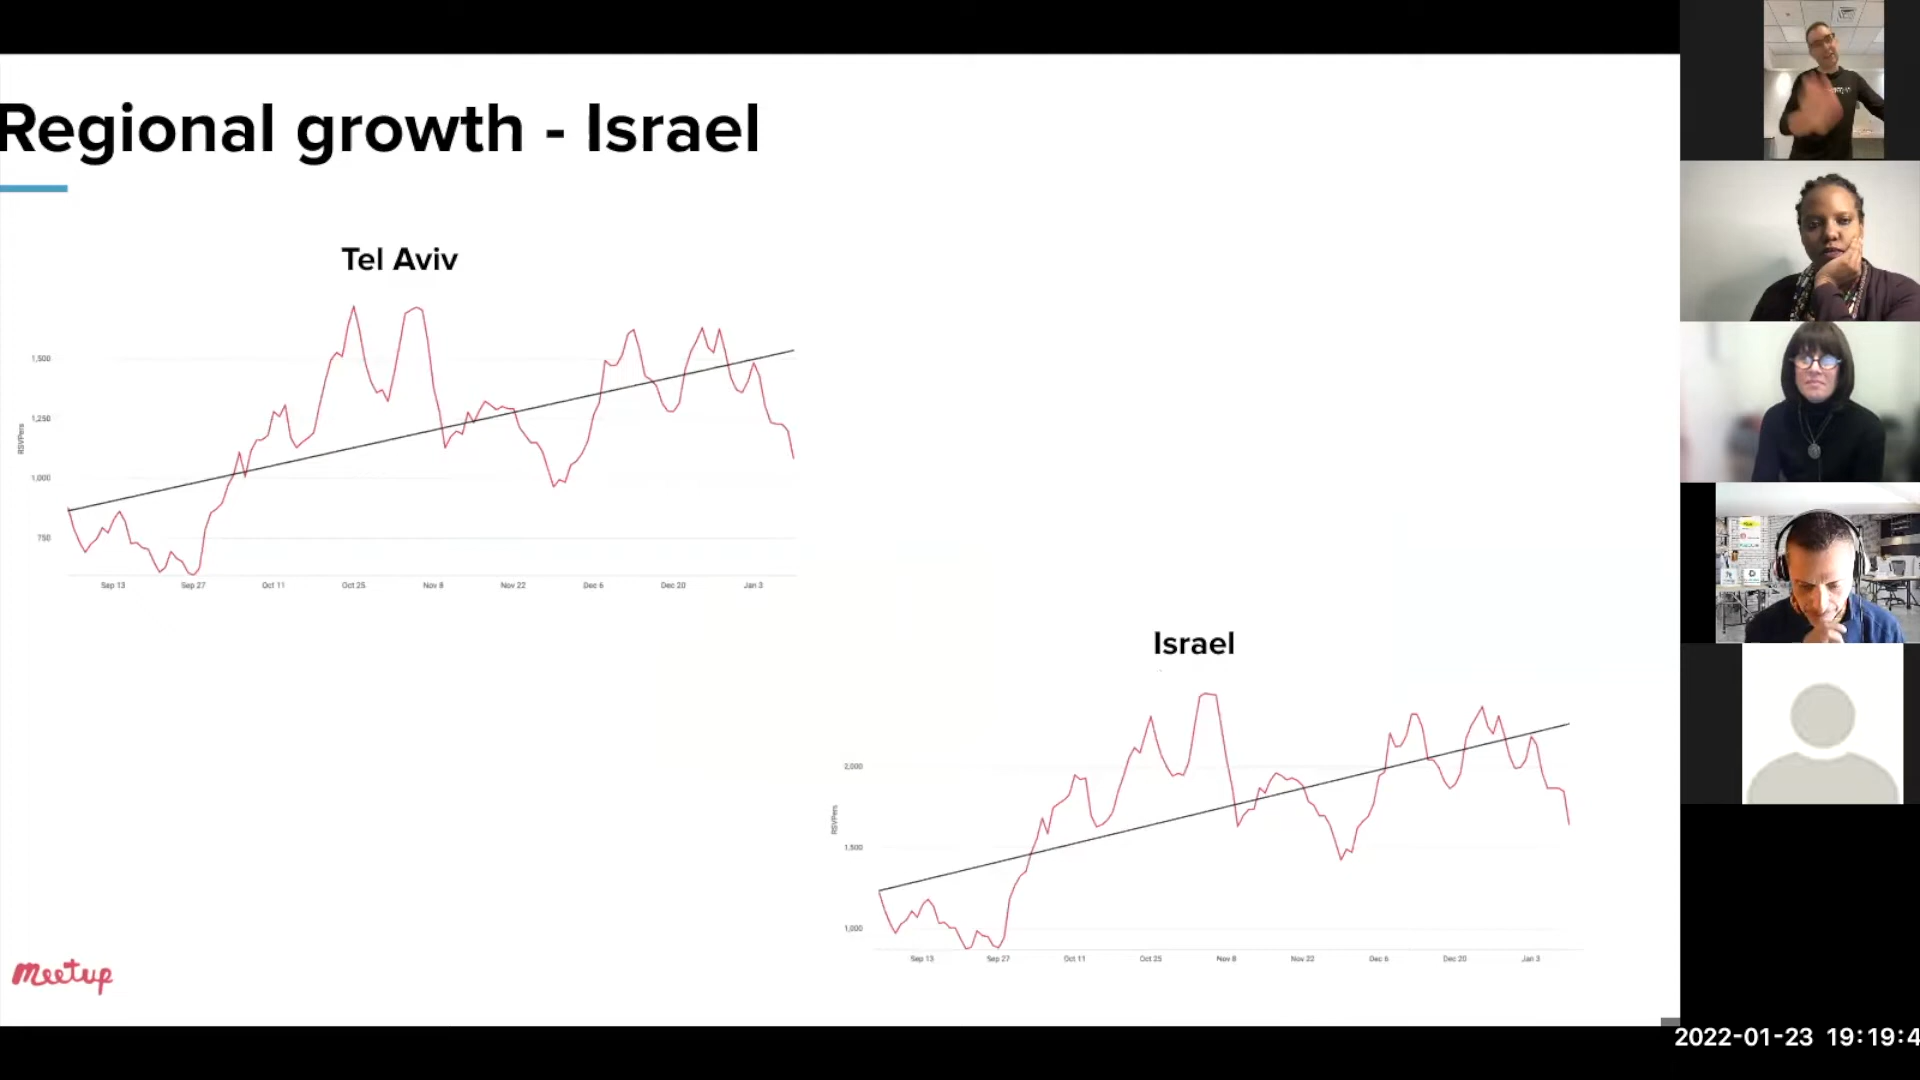 Regional growth - Israel
Tel Aviv
1,500
1,250
1,000
750
RSVPers
Sep 13 Sep 27 Oct 11 Oct 25 Nov 8 Nov 22 Dec 6 Dec 20 Jan 3
Israel
2,000
1,500
1,000
RSVPers
Sep 13 Sep 27 Oct 11 Oct 25 Nov 8 Nov 22 Dec 6 Dec 20 Jan 3
Meetup
2022-01-23 19:19:4